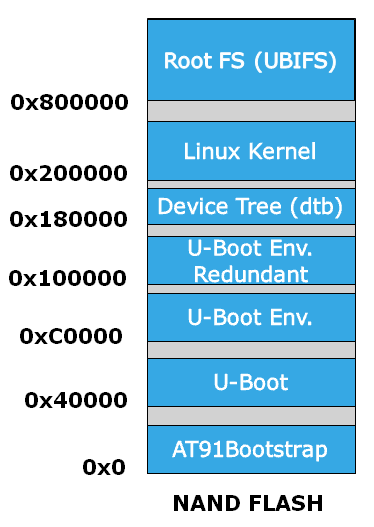 Root FS (UBIFS)
0x800000
Linux Kernel
0x200000
Device Tree (dtb)
0x180000
U-Boot Env.
Redundant
0x100000
U-Boot Env.
0xC0000
U-Boot
0x40000
AT91Bootstrap
0x0
NAND FLASH